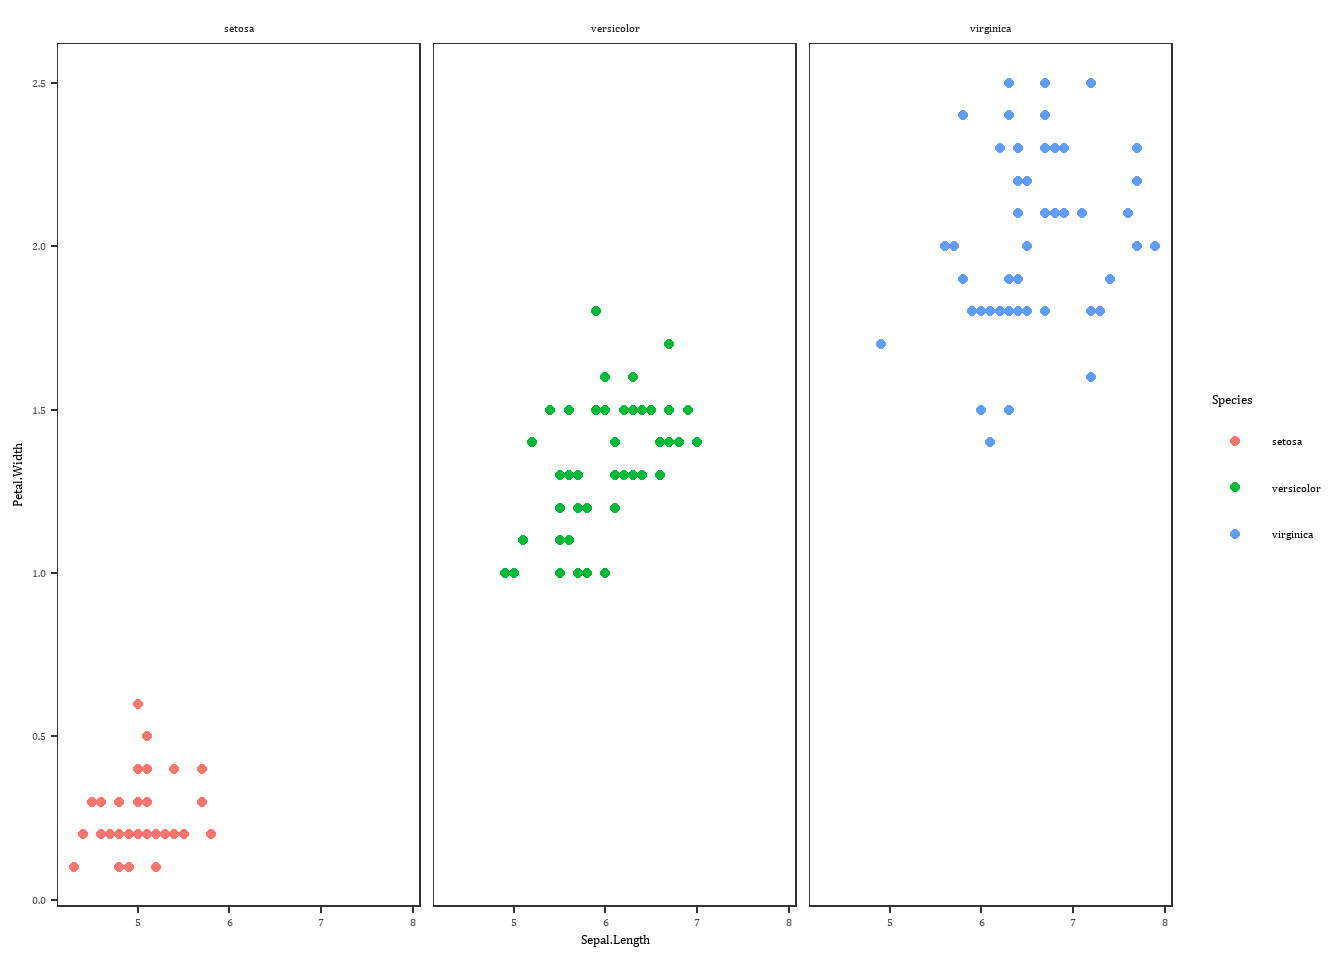 setosa
versicolor
virginica
2.5
2.0
1.5
1.0
0.5
0.0
Petal.Width
5 6 7 8
5 6 7 8
5 6 7 8
Sepal.Length
Species
setosa
versicolor
virginica